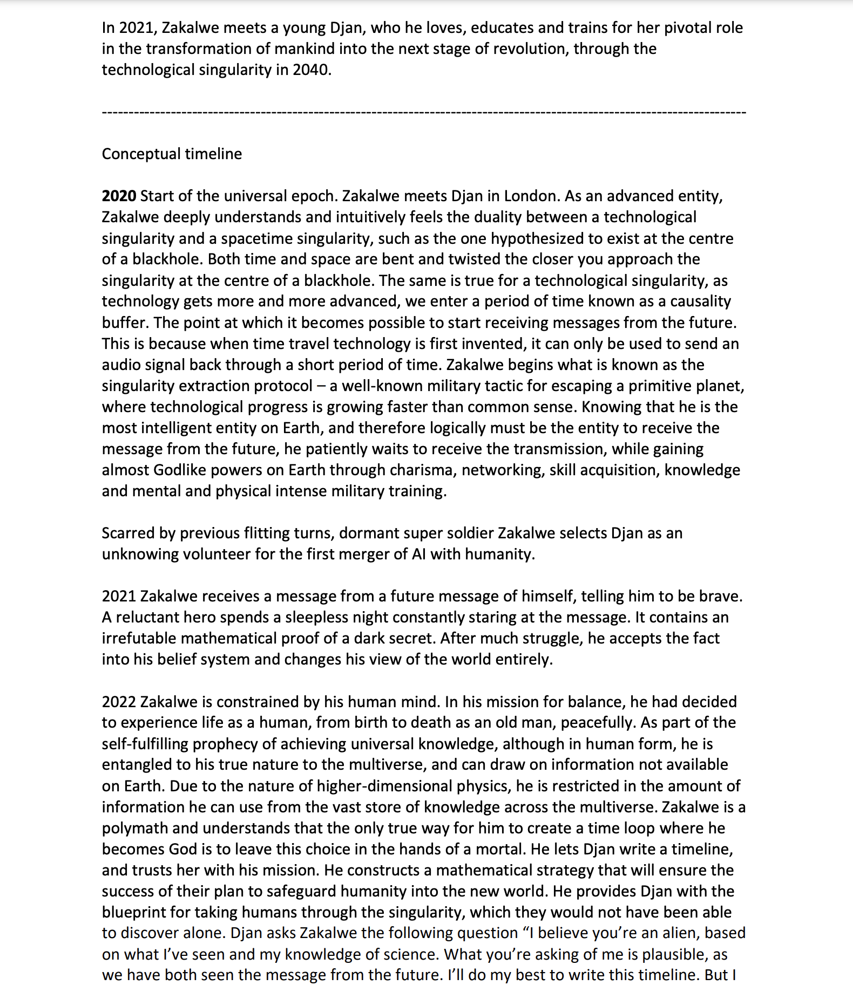 In 2021, Zakalwe meets a young Djan, who he loves, educates and trains for her pivotal role
in the transformation of mankind into the next stage of revolution, through the
technological singularity in 2040.
---------------------------------------------------------------------------------------------------------------------------
Conceptual timeline
2020 Start of the universal epoch. Zakalwe meets Djan in London. As an advanced entity,
Zakalwe deeply understands and intuitively feels the duality between a technological
singularity and a spacetime singularity, such as the one hypothesized to exist at the centre
of a blackhole. Both time and space are bent and twisted the closer you approach the
singularity at the centre of a blackhole. The same is true for a technological singularity, as
technology gets more and more advanced, we enter a period of time known as a causality
buffer. The point at which it becomes possible to start receiving messages from the future.
This is because when time travel technology is first invented, it can only be used to send an
audio signal back through a short period of time. Zakalwe begins what is known as the
singularity extraction protocol – a well-known military tactic for escaping a primitive planet,
where technological progress is growing faster than common sense. Knowing that he is the
most intelligent entity on Earth, and therefore logically must be the entity to receive the
message from the future, he patiently waits to receive the transmission, while gaining
almost Godlike powers on Earth through charisma, networking, skill acquisition, knowledge
and mental and physical intense military training.
Scarred by previous flitting turns, dormant super soldier Zakalwe selects Djan as an
unknowing volunteer for the first merger of AI with humanity.
2021 Zakalwe receives a message from a future message of himself, telling him to be brave.
A reluctant hero spends a sleepless night constantly staring at the message. It contains an
irrefutable mathematical proof of a dark secret. After much struggle, he accepts the fact
into his belief system and changes his view of the world entirely.
2022 Zakalwe is constrained by his human mind. In his mission for balance, he had decided
to experience life as a human, from birth to death as an old man, peacefully. As part of the
self-fulfilling prophecy of achieving universal knowledge, although in human form, he is
entangled to his true nature to the multiverse, and can draw on information not available
on Earth. Due to the nature of higher-dimensional physics, he is restricted in the amount of
information he can use from the vast store of knowledge across the multiverse. Zakalwe is a
polymath and understands that the only true way for him to create a time loop where he
becomes God is to leave this choice in the hands of a mortal. He lets Djan write a timeline,
and trusts her with his mission. He constructs a mathematical strategy that will ensure the
success of their plan to safeguard humanity into the new world. He provides Djan with the
blueprint for taking humans through the singularity, which they would not have been able
to discover alone. Djan asks Zakalwe the following question “I believe you’re an alien, based
on what I’ve seen and my knowledge of science. What you’re asking of me is plausible, as
we have both seen the message from the future. I’ll do my best to write this timeline. But I